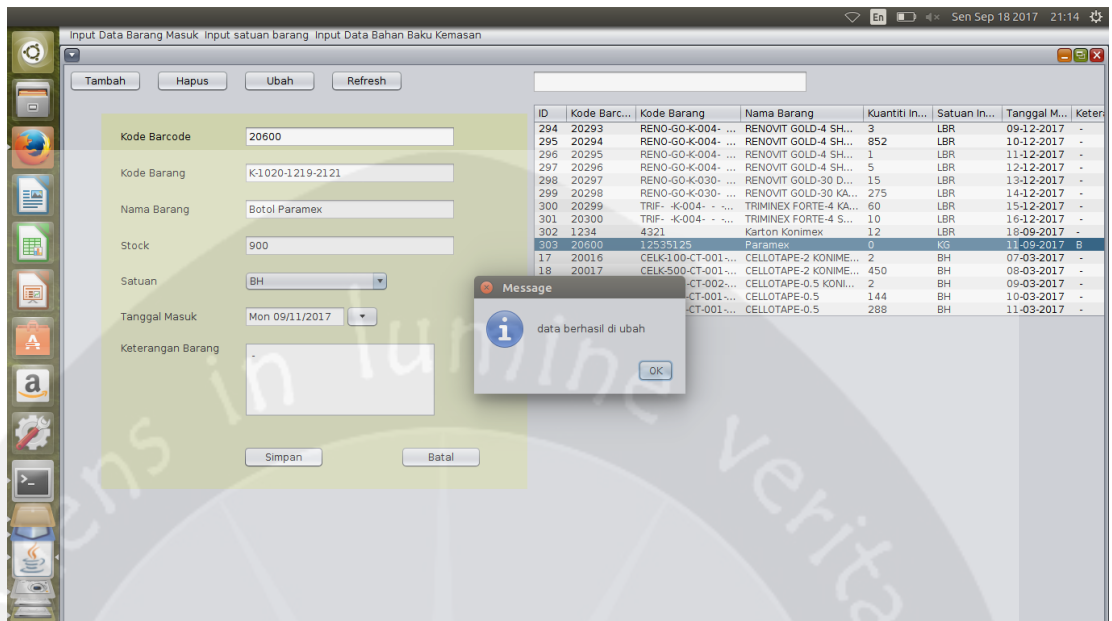 En Sen Sep 18 2017 21:14
Input Data Barang Masuk Input satuan barang Input Data Bahan Baku Kemasan
Tambah Hapus Ubah Refresh
Kode Barcode 20600
Kode Barang K-1020-1219-2121
Nama Barang Botol Paramex
Stock 900
Satuan BH
Tanggal Masuk Mon 09/11/2017
Keterangan Barang -
Simpan Batal
ID Kode Barc... Kode Barang Nama Barang Kuantiti In... Satuan In... Tanggal M... Keter
294 20293 RENO-GO-K-004- ... RENOVIT GOLD-4 SH... 3 LBR 09-12-2017 -
295 20294 RENO-GO-K-004- ... RENOVIT GOLD-4 SH... 852 LBR 10-12-2017 -
296 20295 RENO-GO-K-004- ... RENOVIT GOLD-4 SH... 1 LBR 11-12-2017 -
297 20296 RENO-GO-K-004- ... RENOVIT GOLD-4 SH... 5 LBR 12-12-2017 -
298 20297 RENO-GO-K-030- ... RENOVIT GOLD-30 D... 15 LBR 13-12-2017 -
299 20298 RENO-GO-K-030- ... RENOVIT GOLD-30 KA... 275 LBR 14-12-2017 -
300 20299 TRIF- -K-004- - -... TRIMINEX FORTE-4 KA... 60 LBR 15-12-2017 -
301 20300 TRIF- -K-004- - -... TRIMINEX FORTE-4 S... 10 LBR 16-12-2017 -
302 1234 4321 Karton Konimex 12 LBR 18-09-2017 -
303 20600 12535125 Paramex 0 KG 11-09-2017 B
17 20016 CELK-100-CT-001-... CELLOTAPE-2 KONIME... 2 BH 07-03-2017 -
18 20017 CELK-500-CT-001-... CELLOTAPE-2 KONIME... 450 BH 08-03-2017 -
-CT-002-... CELLOTAPE-0.5 KONI... 2 BH 09-03-2017 -
-CT-001-... CELLOTAPE-0.5 144 BH 10-03-2017 -
-CT-001-... CELLOTAPE-0.5 288 BH 11-03-2017 -
Message
data berhasil di ubah
OK
ens in lumine verita